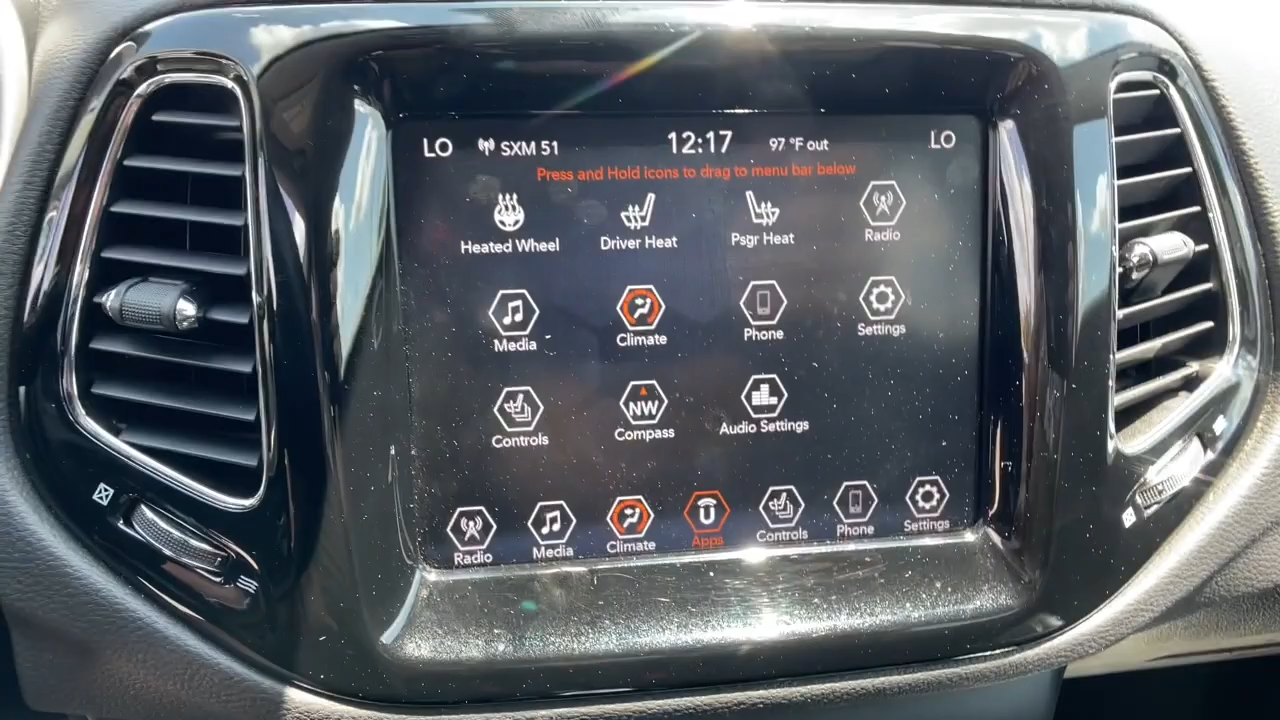 LO SXM 51 12:17 97 °F out LO
Press and Hold icons to drag to menu bar below
Heated Wheel Driver Heat Psgr Heat Radio
Media Climate Phone Settings
Controls NW Compass Audio Settings
Radio Media Climate Apps Controls Phone Settings